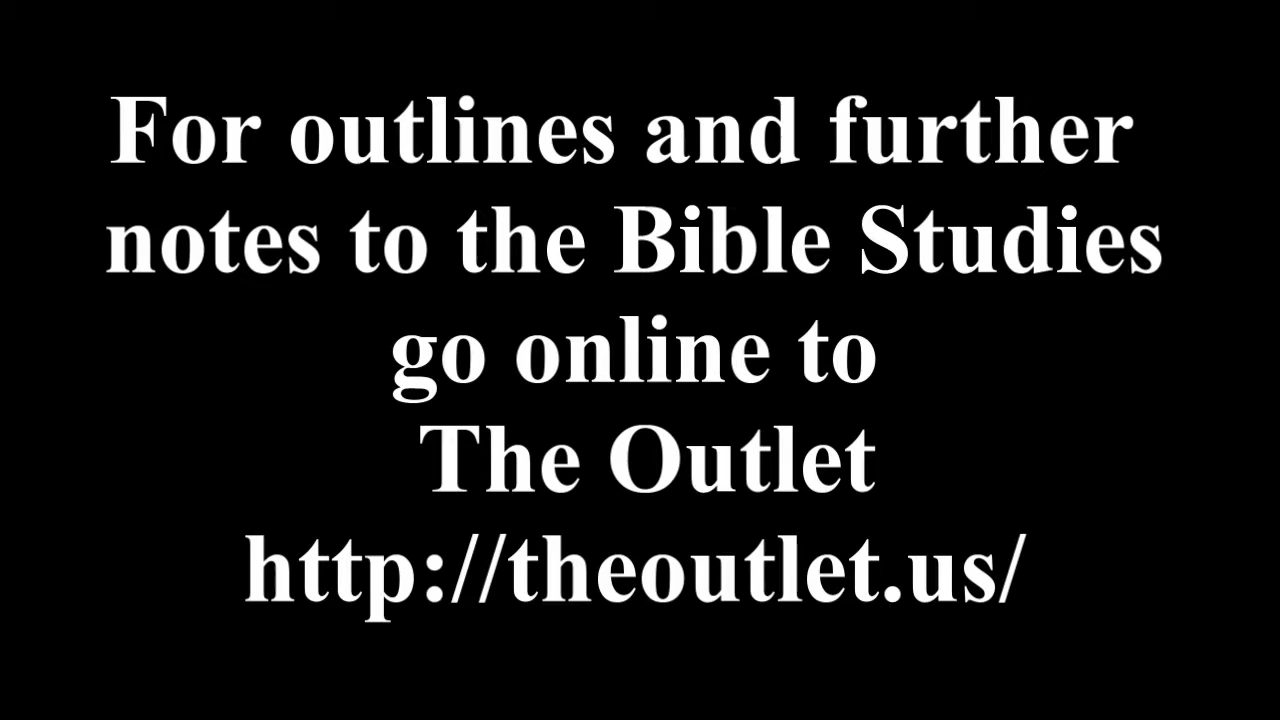 For outlines and further
notes to the Bible Studies
go online to
The Outlet
http://theoutlet.us/